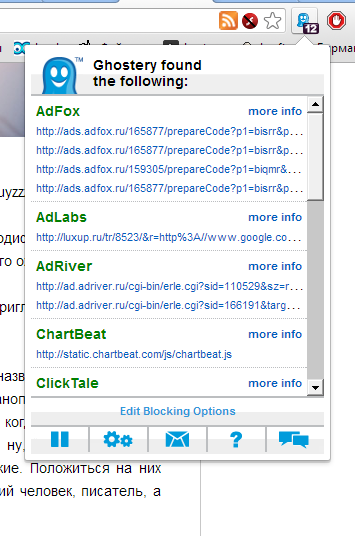 12
Ghostery found
the following:
AdFox more info
http://ads.adfox.ru/165877/prepareCode?p1=bisrr&p...
http://ads.adfox.ru/165877/prepareCode?p1=bisrr&p...
http://ads.adfox.ru/159305/prepareCode?p1=biqmr&...
http://ads.adfox.ru/165877/prepareCode?p1=bisrr&p...
AdLabs more info
http://luxup.ru/tr/8523/&r=http%3A//www.google.co...
AdRiver more info
http://ad.adriver.ru/cgi-bin/erle.cgi?sid=110529&sz=r...
http://ad.adriver.ru/cgi-bin/erle.cgi?sid=166191&targ...
ChartBeat more info
http://static.chartbeat.com/js/chartbeat.js
ClickTale more info
Edit Blocking Options
?
кие. Положиться на них
ий человек, писатель, а